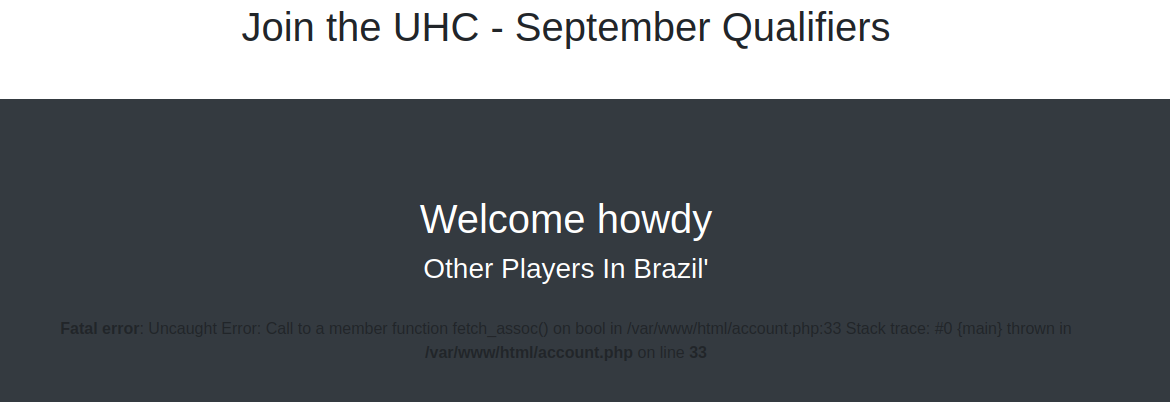 Join the UHC - September Qualifiers
Welcome howdy
Other Players In Brazil'
Fatal error: Uncaught Error: Call to a member function fetch_assoc() on bool in /var/www/html/account.php:33 Stack trace: #0 {main} thrown in
/var/www/html/account.php on line 33